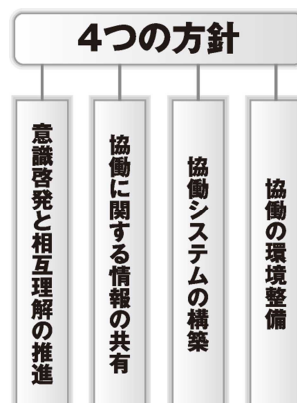 4つの方針
意識啓発と相互理解の推進
協働に関する情報の共有
協働システムの構築
協働の環境整備